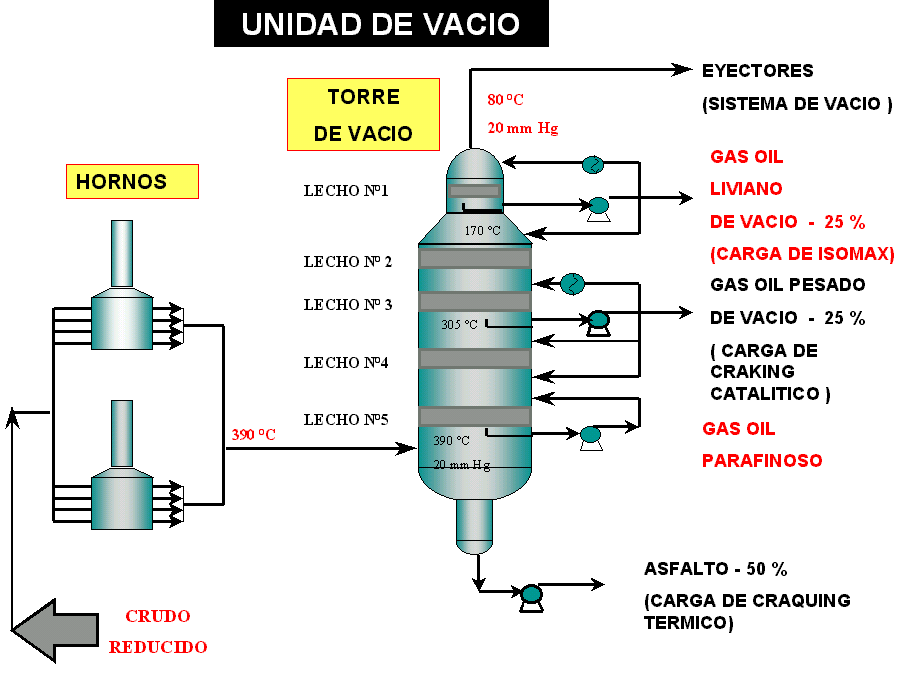 UNIDAD DE VACIO
EYECTORES
(SISTEMA DE VACIO )
TORRE
DE VACIO
80 ºC
20 mm Hg
HORNOS
LECHO Nº1
GAS OIL
LIVIANO
DE VACIO - 25 %
(CARGA DE ISOMAX)
170 ºC
LECHO Nº 2
GAS OIL PESADO
DE VACIO - 25 %
( CARGA DE
CRAKING
CATALITICO )
LECHO Nº 3
305 ºC
LECHO Nº4
LECHO Nº5
390 ºC
390 ºC
20 mm Hg
GAS OIL
PARAFINOSO
ASFALTO - 50 %
(CARGA DE CRAQUING
TERMICO)
CRUDO
REDUCIDO